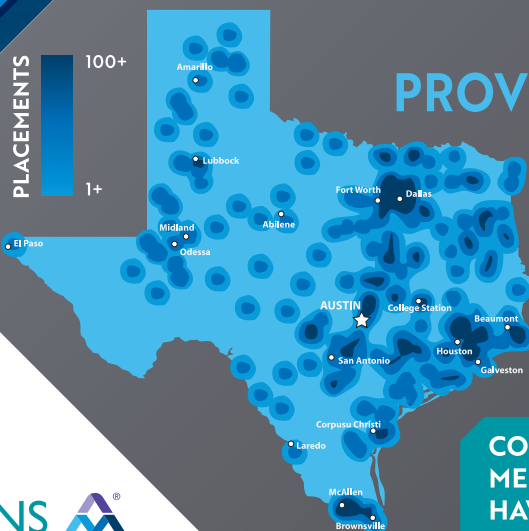 PLACEMENTS
100+
1+
PROV
Amarillo
Lubbock
Fort Worth
Dallas
Abilene
Midland
Odessa
El Paso
AUSTIN
College Station
Beaumont
Houston
Galveston
San Antonio
Corpusu Christi
Laredo
McAllen
Brownsville
CO
ME
HAV
NS
®